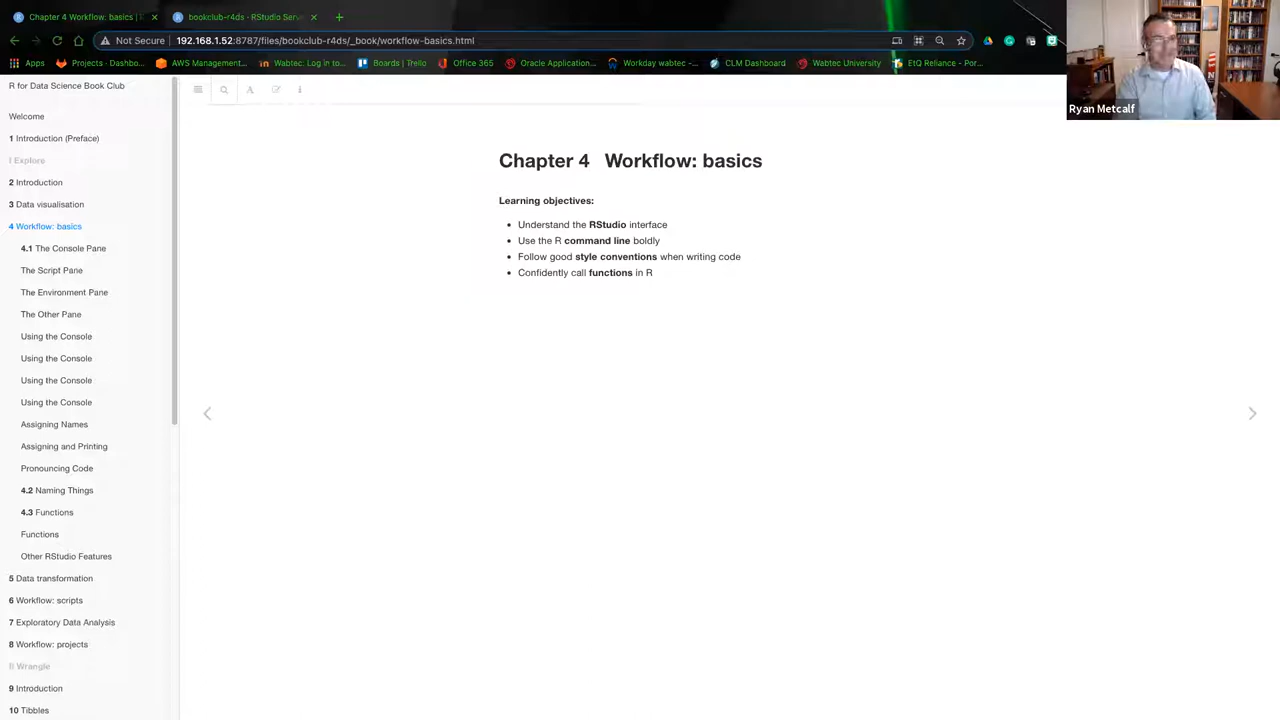 Chapter 4 Workflow: basics |
bookclub-r4ds - RStudio Serve
Not Secure
192.168.1.52:8787/files/bookclub-r4ds/_book/workflow-basics.html
Apps
Projects · Dashbo...
AWS Management...
Wabtec: Log in to...
Boards | Trello
Office 365
Oracle Application...
Workday wabtec -...
CLM Dashboard
Wabtec University
EtQ Reliance - Por...
Ryan Metcalf
R for Data Science Book Club
Welcome
1 Introduction (Preface)
I Explore
2 Introduction
3 Data visualisation
4 Workflow: basics
4.1 The Console Pane
The Script Pane
The Environment Pane
The Other Pane
Using the Console
Using the Console
Using the Console
Using the Console
Assigning Names
Assigning and Printing
Pronouncing Code
4.2 Naming Things
4.3 Functions
Functions
Other RStudio Features
5 Data transformation
6 Workflow: scripts
7 Exploratory Data Analysis
8 Workflow: projects
II Wrangle
9 Introduction
10 Tibbles
Chapter 4 Workflow: basics
Learning objectives:
• Understand the RStudio interface
• Use the R command line boldly
• Follow good style conventions when writing code
• Confidently call functions in R